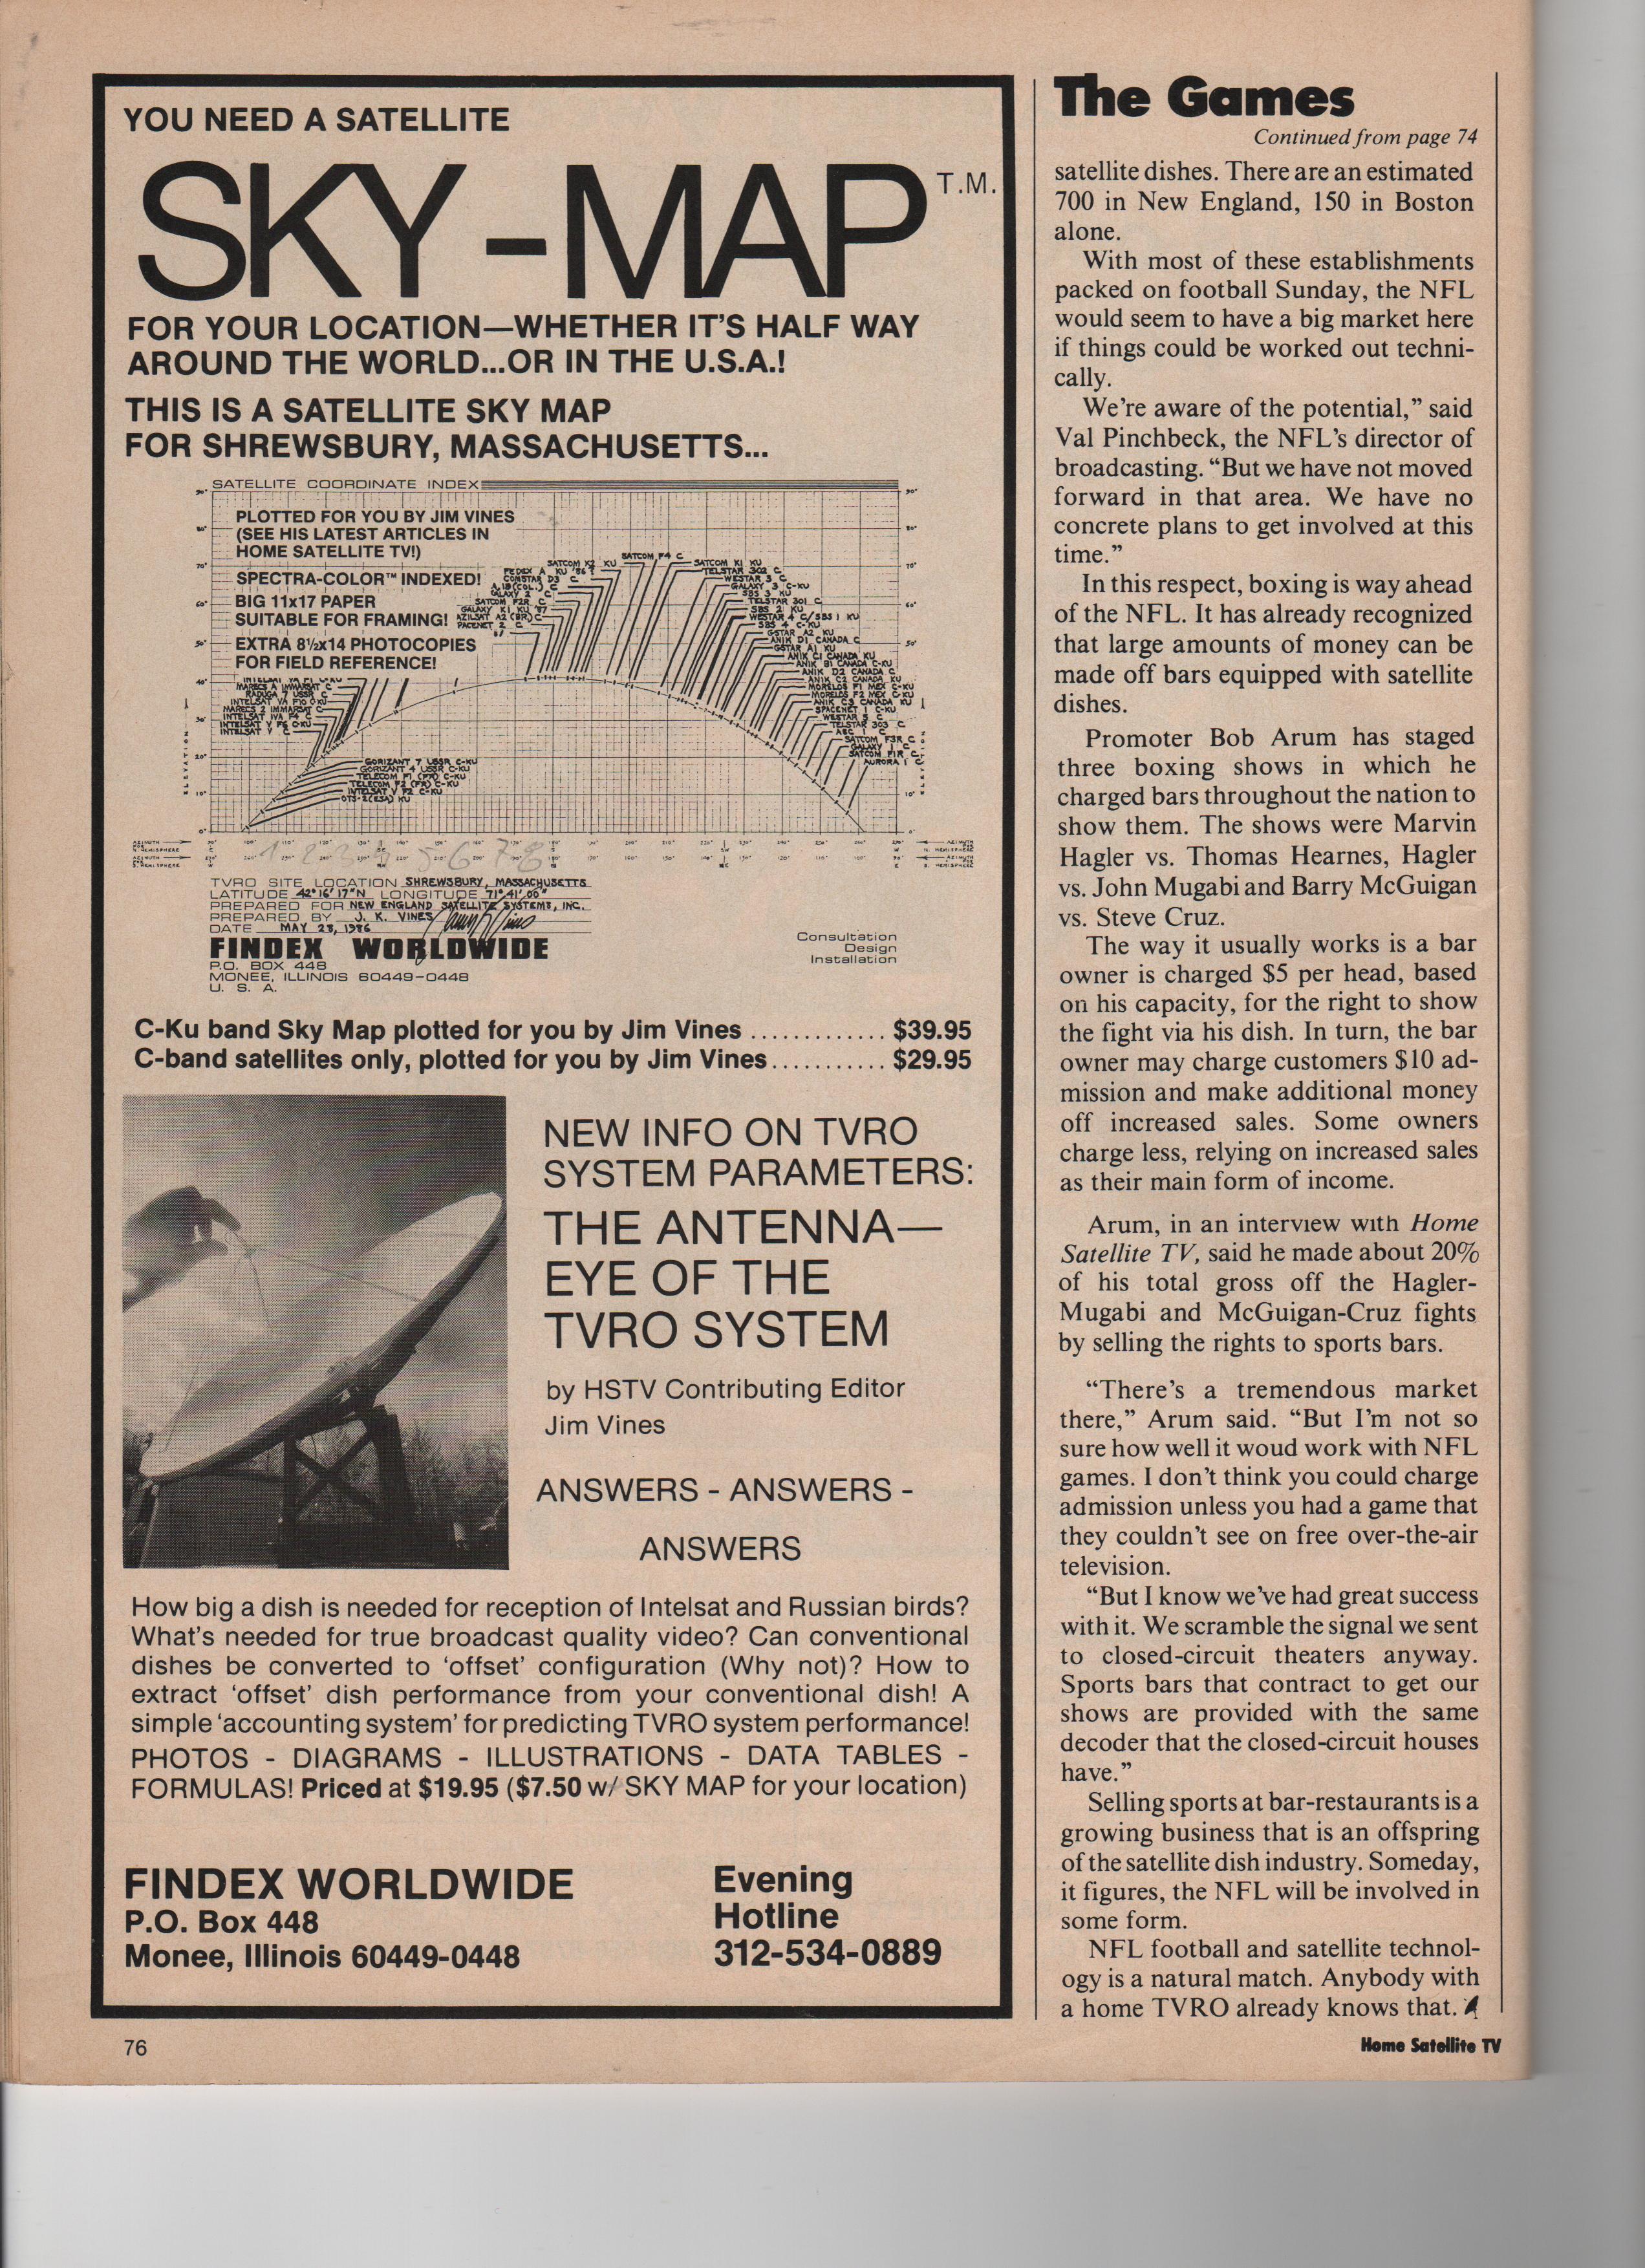 YOU NEED A SATELLITE
SKY-MAP T.M.
FOR YOUR LOCATION—WHETHER IT'S HALF WAY
AROUND THE WORLD...OR IN THE U.S.A.!
THIS IS A SATELLITE SKY MAP
FOR SHREWSBURY, MASSACHUSETTS...
SATELLITE COORDINATE INDEX
PLOTTED FOR YOU BY JIM VINES
(SEE HIS LATEST ARTICLES IN
HOME SATELLITE TV!)
SPECTRA-COLOR™ INDEXED!
BIG 11x17 PAPER
SUITABLE FOR FRAMING!
EXTRA 8½x14 PHOTOCOPIES
FOR FIELD REFERENCE!
SATCOM F4 C
SATCOM K2 KU
COMSTAR D3 C
GALAXY 2 C
SATCOM F2R C
PACENET 2 C
MARECS A INMARSAT C
RADUGA 7 USSR C
INTELSAT VA F10 C-KU
MARECS 2 INMARSAT C
INTELSAT IVA F4 C
INTELSAT V F6 C-KU
GORIZANT 7 USSR C-KU
GORIZANT 4 USSR C-KU
TELECOM F1 (FR) C-KU
TELECOM F2 (FR) C-KU
INTELSAT V F2 C-KU
OTS-2(ESA) KU
SATCOM K1 KU
TELSTAR 302 C
WESTAR 3 C
GALAXY 3 C
SBS 3 KU
TELSTAR 301 C
SBS 2 KU
WESTAR 4 C/SBS 1 KU
SBS 4 C-KU
GSTAR A2 KU
ANIK D1 CANADA C
GSTAR A1 KU
ANIK C1 CANADA KU
ANIK B1 CANADA C-KU
ANIK D2 CANADA C
ANIK C2 CANADA KU
MORELOS F1 MEX C-KU
MORELOS F2 MEX C-KU
ANIK C3 CANADA KU
SPACENET 1 C-KU
WESTAR 5 C
TELSTAR 303 C
ASC 1 C
SATCOM F3R C
GALAXY 1 C
SATCOM F1R C
AURORA 1 C
TVRO SITE LOCATION SHREWSBURY, MASSACHUSETTS
LATITUDE 42°16'17"N LONGITUDE 71°41'00"
PREPARED FOR NEW ENGLAND SATELLITE SYSTEMS, INC.
PREPARED BY J. K. VINES
DATE MAY 23, 1986
FINDEX WORLDWIDE
P.O. BOX 448
MONEE, ILLINOIS 60449-0448
U. S. A.
Consultation
Design
Installation
C-Ku band Sky Map plotted for you by Jim Vines ............. $39.95
C-band satellites only, plotted for you by Jim Vines........... $29.95
NEW INFO ON TVRO
SYSTEM PARAMETERS:
THE ANTENNA—
EYE OF THE
TVRO SYSTEM
by HSTV Contributing Editor
Jim Vines
ANSWERS - ANSWERS -
ANSWERS
How big a dish is needed for reception of Intelsat and Russian birds?
What's needed for true broadcast quality video? Can conventional
dishes be converted to 'offset' configuration (Why not)? How to
extract 'offset' dish performance from your conventional dish! A
simple 'accounting system' for predicting TVRO system performance!
PHOTOS - DIAGRAMS - ILLUSTRATIONS - DATA TABLES -
FORMULAS! Priced at $19.95 ($7.50 w/ SKY MAP for your location)
FINDEX WORLDWIDE
P.O. Box 448
Monee, Illinois 60449-0448
Evening
Hotline
312-534-0889
The Games
Continued from page 74
satellite dishes. There are an estimated
700 in New England, 150 in Boston
alone.
With most of these establishments
packed on football Sunday, the NFL
would seem to have a big market here
if things could be worked out techni-
cally.
We're aware of the potential," said
Val Pinchbeck, the NFL's director of
broadcasting. "But we have not moved
forward in that area. We have no
concrete plans to get involved at this
time."
In this respect, boxing is way ahead
of the NFL. It has already recognized
that large amounts of money can be
made off bars equipped with satellite
dishes.
Promoter Bob Arum has staged
three boxing shows in which he
charged bars throughout the nation to
show them. The shows were Marvin
Hagler vs. Thomas Hearnes, Hagler
vs. John Mugabi and Barry McGuigan
vs. Steve Cruz.
The way it usually works is a bar
owner is charged $5 per head, based
on his capacity, for the right to show
the fight via his dish. In turn, the bar
owner may charge customers $10 ad-
mission and make additional money
off increased sales. Some owners
charge less, relying on increased sales
as their main form of income.
Arum, in an interview with Home
Satellite TV, said he made about 20%
of his total gross off the Hagler-
Mugabi and McGuigan-Cruz fights
by selling the rights to sports bars.
"There's a tremendous market
there," Arum said. "But I'm not so
sure how well it woud work with NFL
games. I don't think you could charge
admission unless you had a game that
they couldn't see on free over-the-air
television.
"But I know we've had great success
with it. We scramble the signal we sent
to closed-circuit theaters anyway.
Sports bars that contract to get our
shows are provided with the same
decoder that the closed-circuit houses
have."
Selling sports at bar-restaurants is a
growing business that is an offspring
of the satellite dish industry. Someday,
it figures, the NFL will be involved in
some form.
NFL football and satellite technol-
ogy is a natural match. Anybody with
a home TVRO already knows that.
76
Home Satellite TV